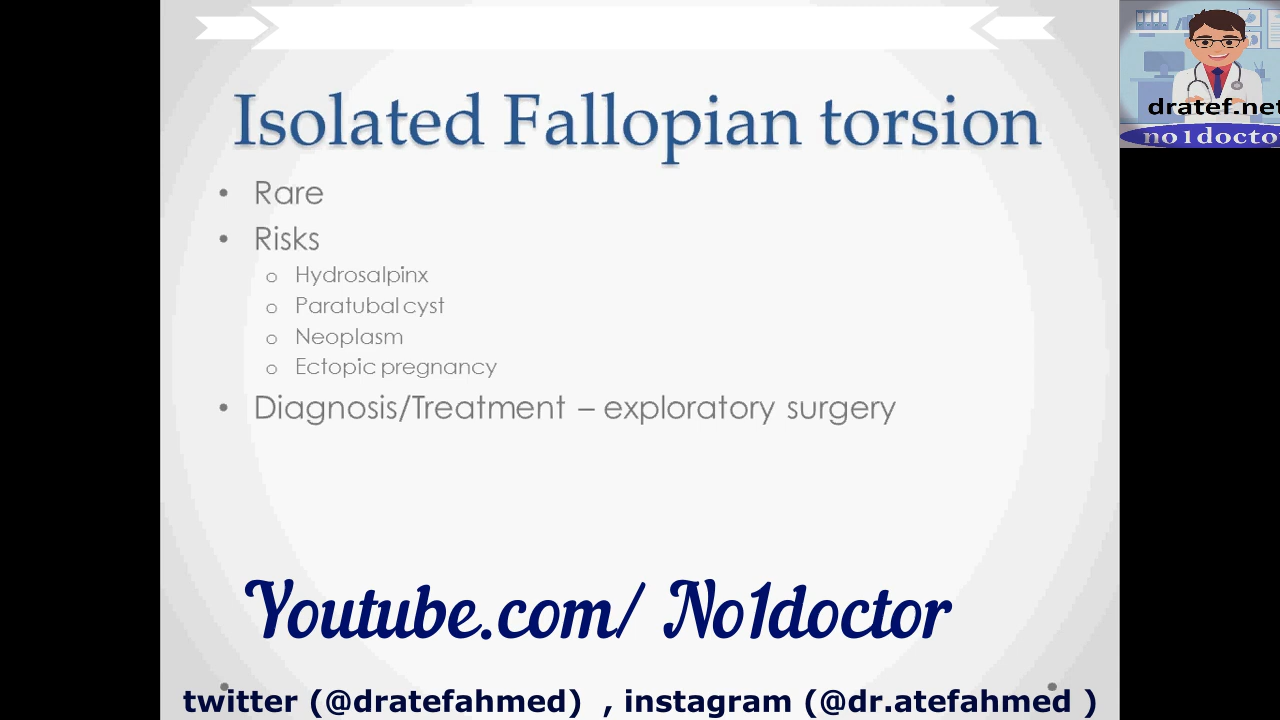 Isolated Fallopian torsion
dratef.net
no1docto
• Rare
• Risks
o Hydrosalpinx
o Paratubal cyst
o Neoplasm
o Ectopic pregnancy
• Diagnosis/Treatment – exploratory surgery
Youtube.com/ No1doctor
twitter (@dratefahmed) , instagram (@dr.atefahmed )